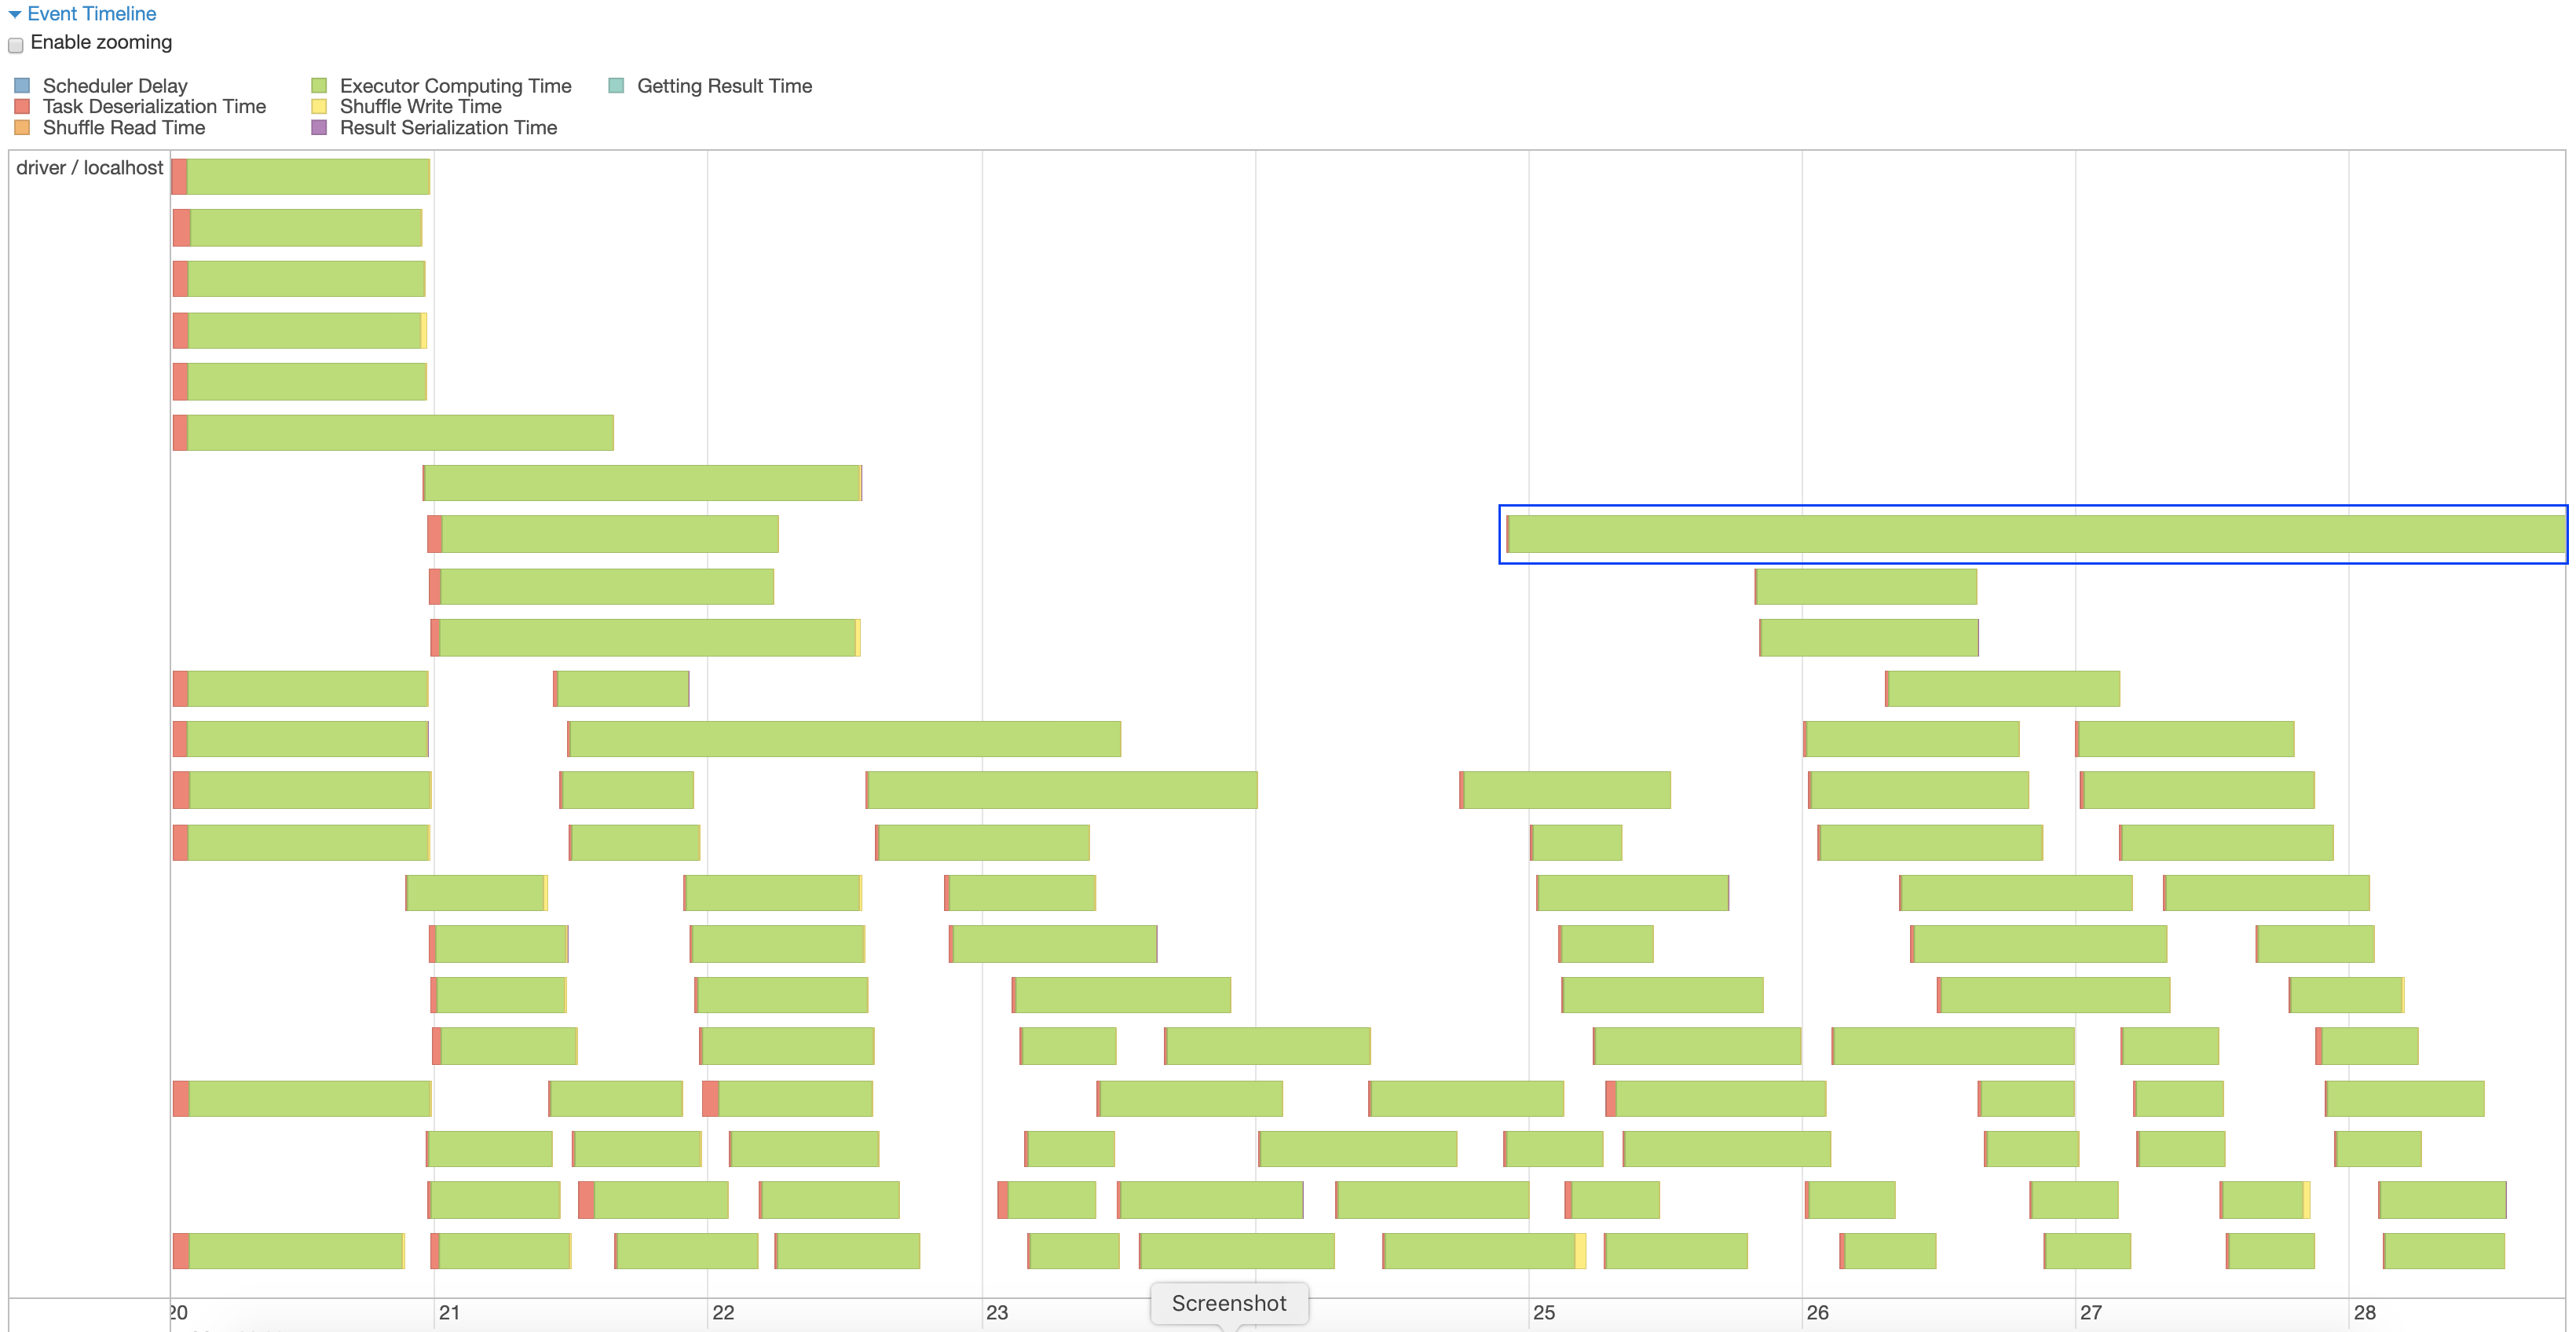 Event Timeline
Enable zooming
Scheduler Delay Executor Computing Time Getting Result Time
Task Deserialization Time Shuffle Write Time
Shuffle Read Time Result Serialization Time
driver / localhost
20 21 22 23 Screenshot 25 26 27 28